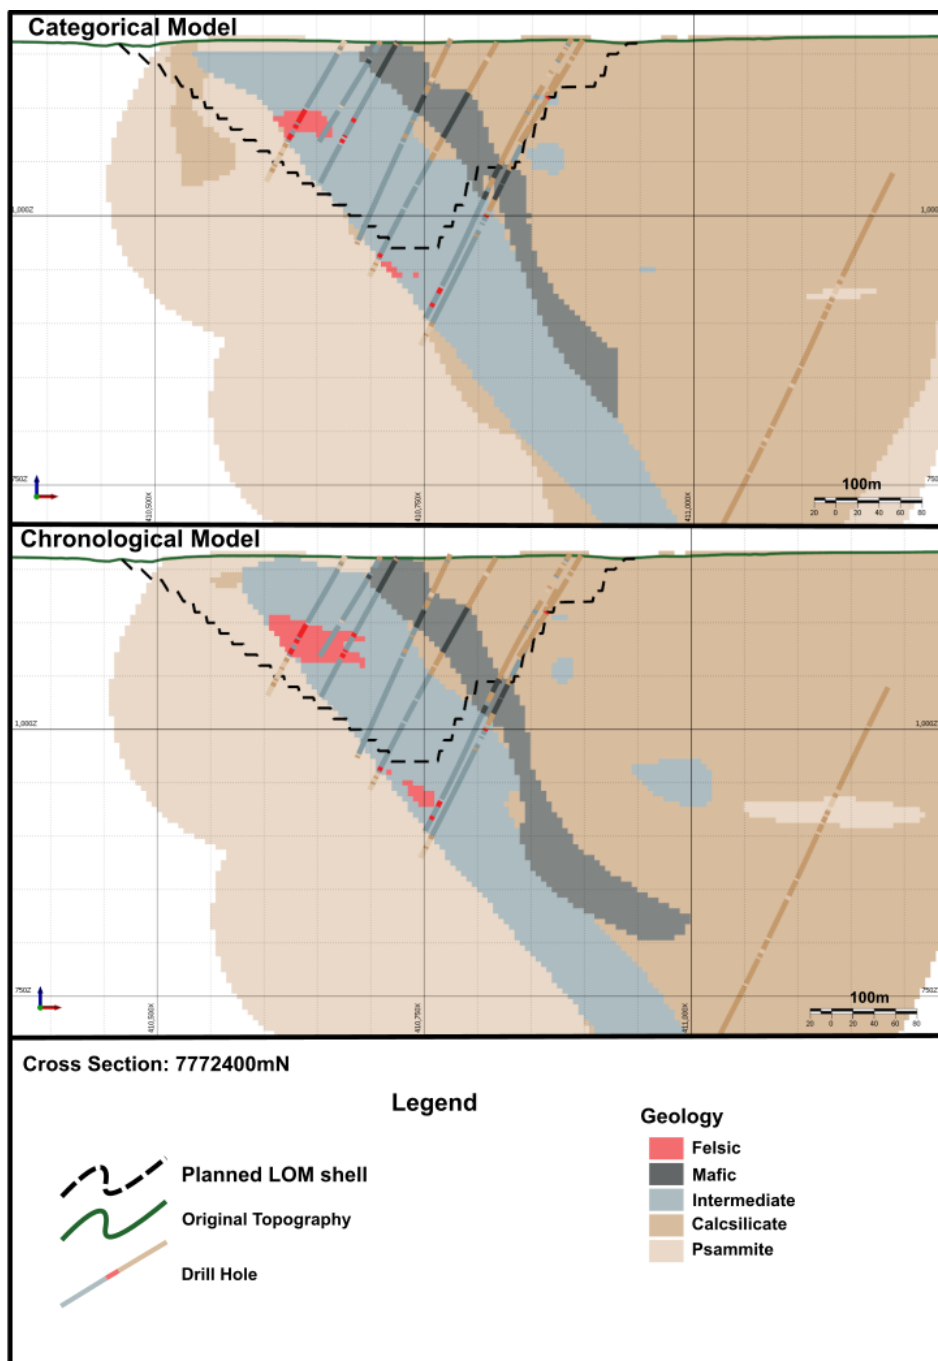 Categorical Model
1,000Z
1,000
750Z
750
410,500X
410,750X
411,000X
100m
20 0 20 40 60 80
Chronological Model
1,000Z
1,000Z
750Z
750Z
410,500X
410,750X
411,000X
100m
20 0 20 40 60 80
Cross Section: 7772400mN
Legend
Planned LOM shell
Original Topography
Drill Hole
Geology
Felsic
Mafic
Intermediate
Calcsilicate
Psammite